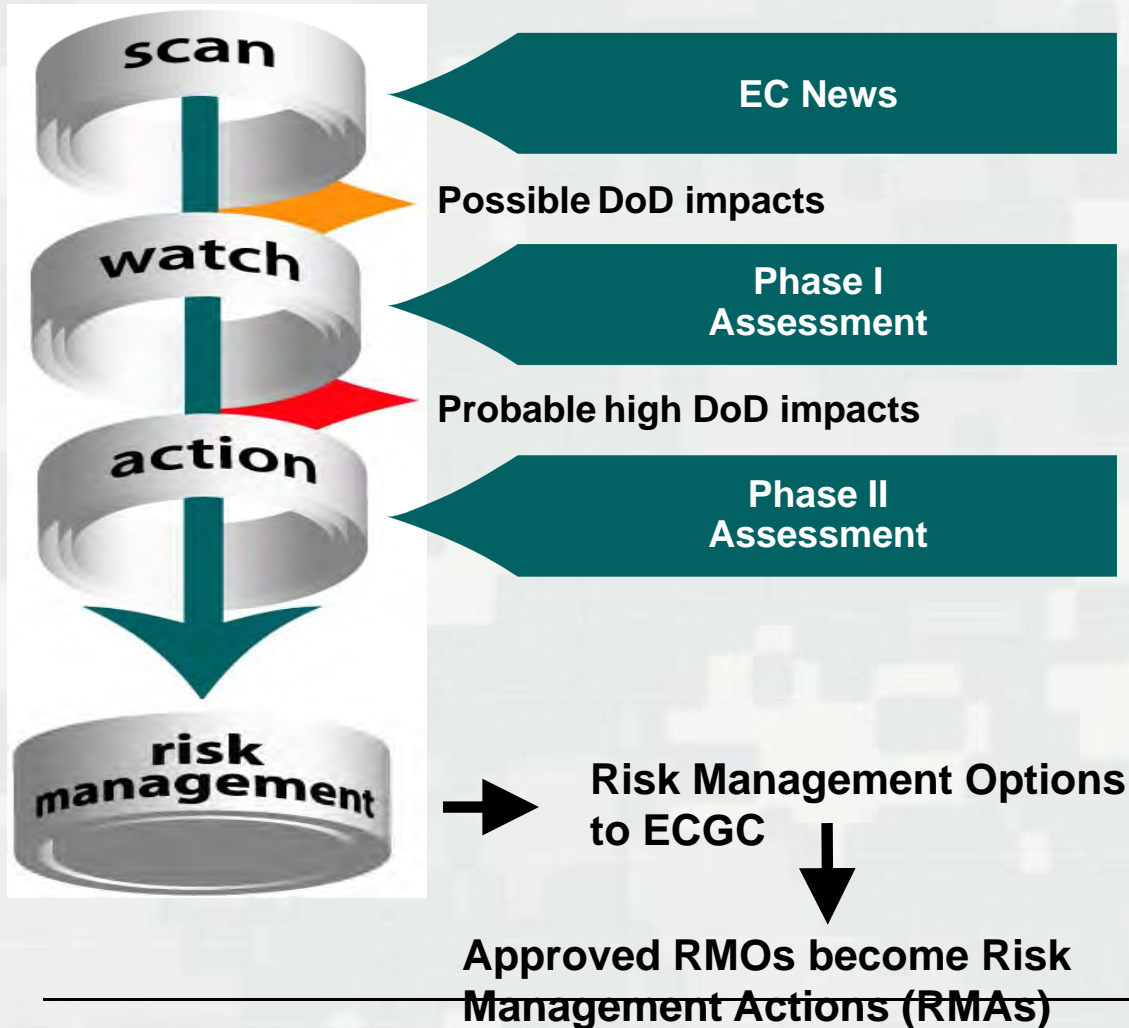 scan
EC News
Possible DoD impacts
watch
Phase I
Assessment
Probable high DoD impacts
action
Phase II
Assessment
risk
management
Risk Management Options
to ECGC
Approved RMOs become Risk
Management Actions (RMAs)